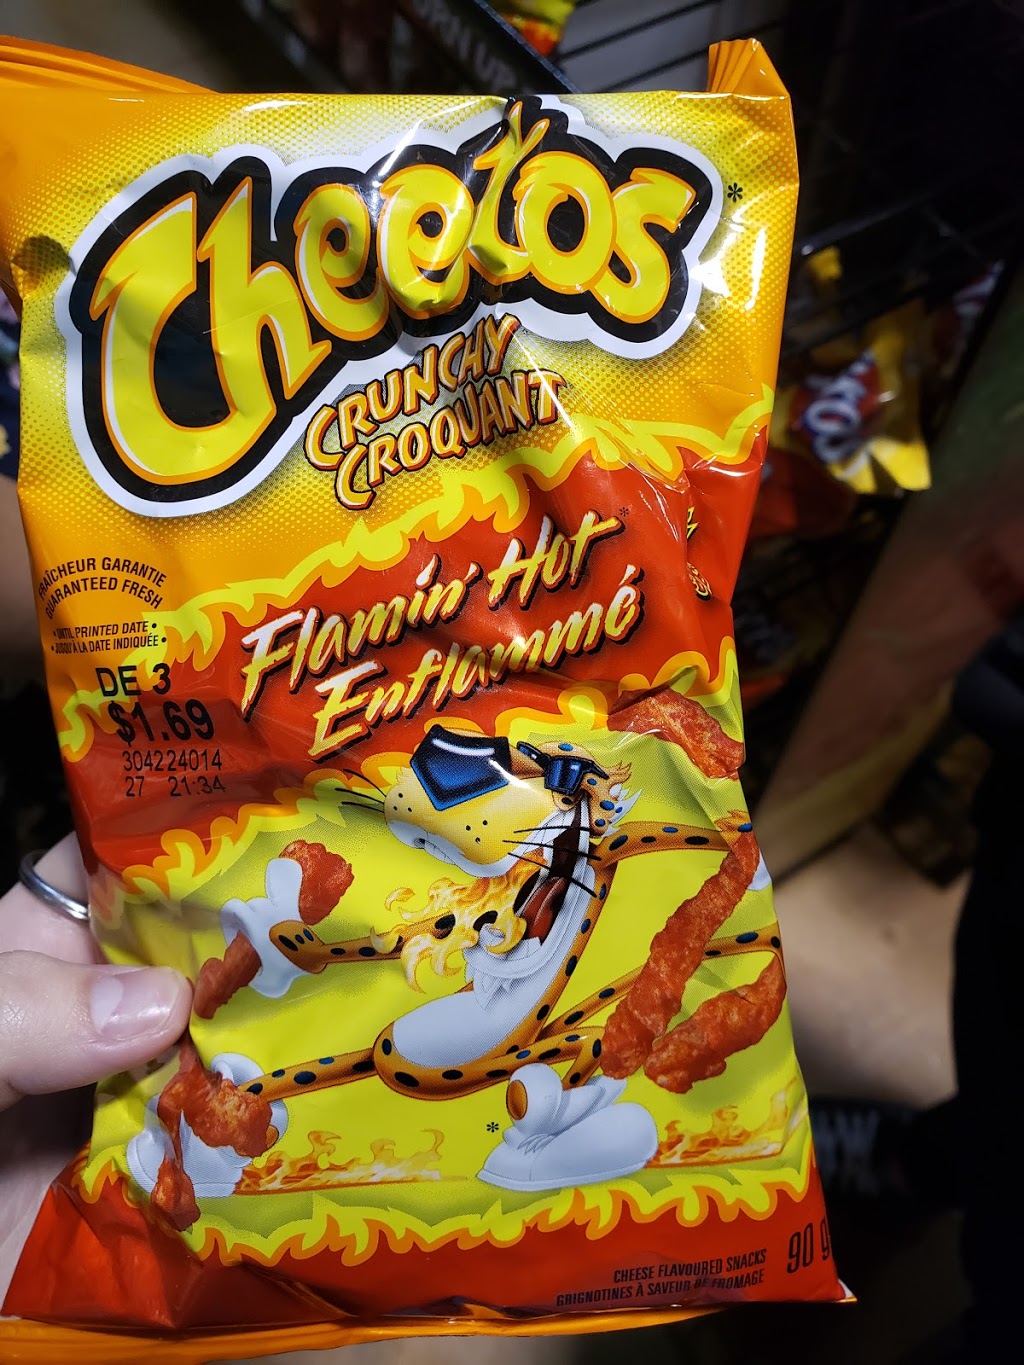 Cheetos*
CRUNCHY
CROQUANT
Flamin' Hot*
Enflammé
FRAÎCHEUR GARANTIE
GUARANTEED FRESH
• UNTIL PRINTED DATE •
• JUSQU'À LA DATE INDIQUÉE •
DE 3
$1.69
304224014
27 21:34
*
CHEESE FLAVOURED SNACKS
GRIGNOTINES À SAVEUR DE FROMAGE
90 g